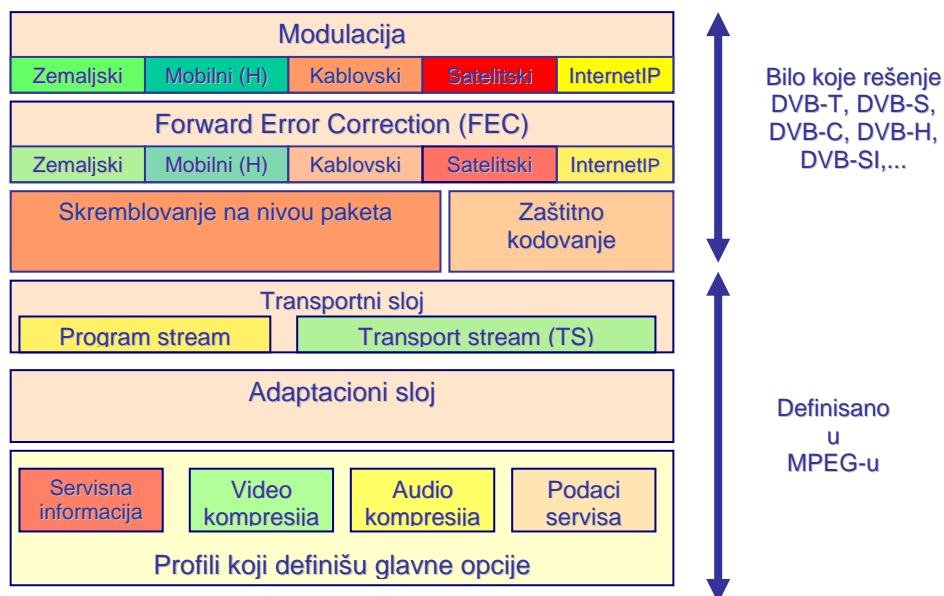 Modulacija
Zemaljski Mobilni (H) Kablovski Satelitski InternetIP
Forward Error Correction (FEC)
Zemaljski Mobilni (H) Kablovski Satelitski InternetIP
Skremblovanje na nivou paketa
Zaštitno
kodovanje
Transportni sloj
Program stream Transport stream (TS)
Adaptacioni sloj
Servisna
informacija
Video
kompresija
Audio
kompresija
Podaci
servisa
Profili koji definišu glavne opcije
Bilo koje rešenje
DVB-T, DVB-S,
DVB-C, DVB-H,
DVB-SI,...
Definisano
u
MPEG-u